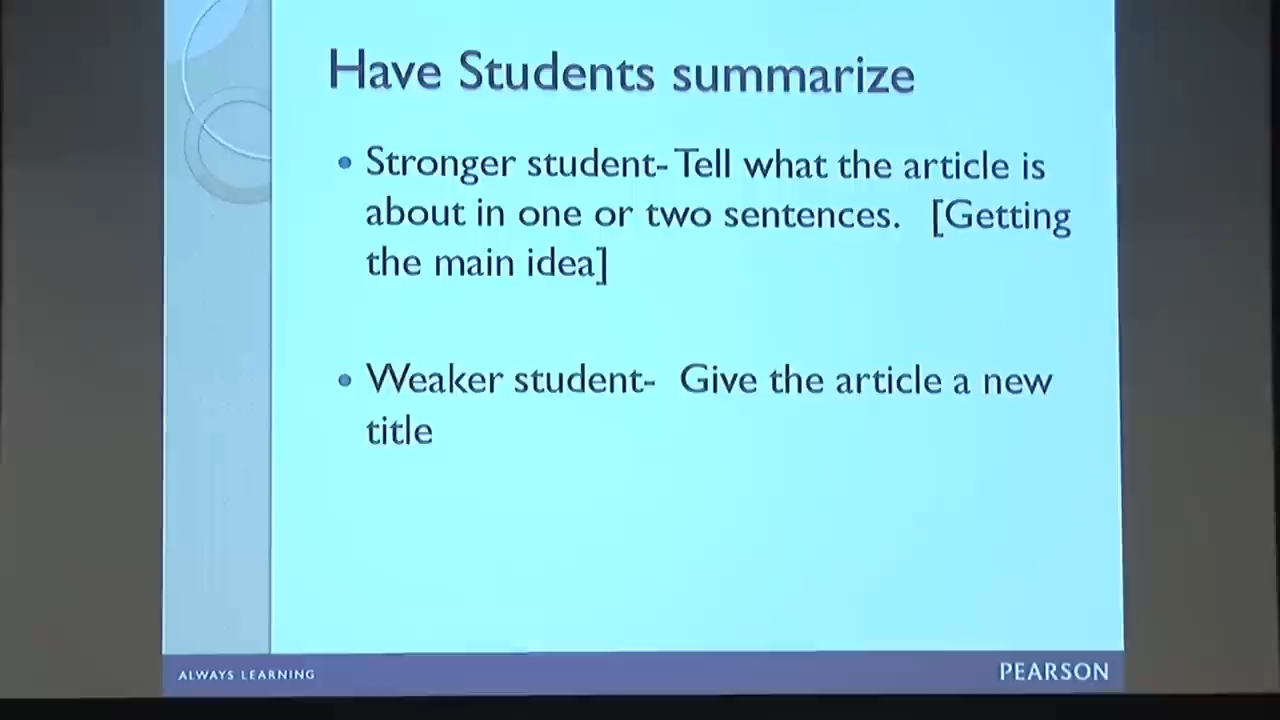 Have Students summarize
• Stronger student- Tell what the article is
about in one or two sentences. [Getting
the main idea]
• Weaker student- Give the article a new
title
ALWAYS LEARNING
PEARSON